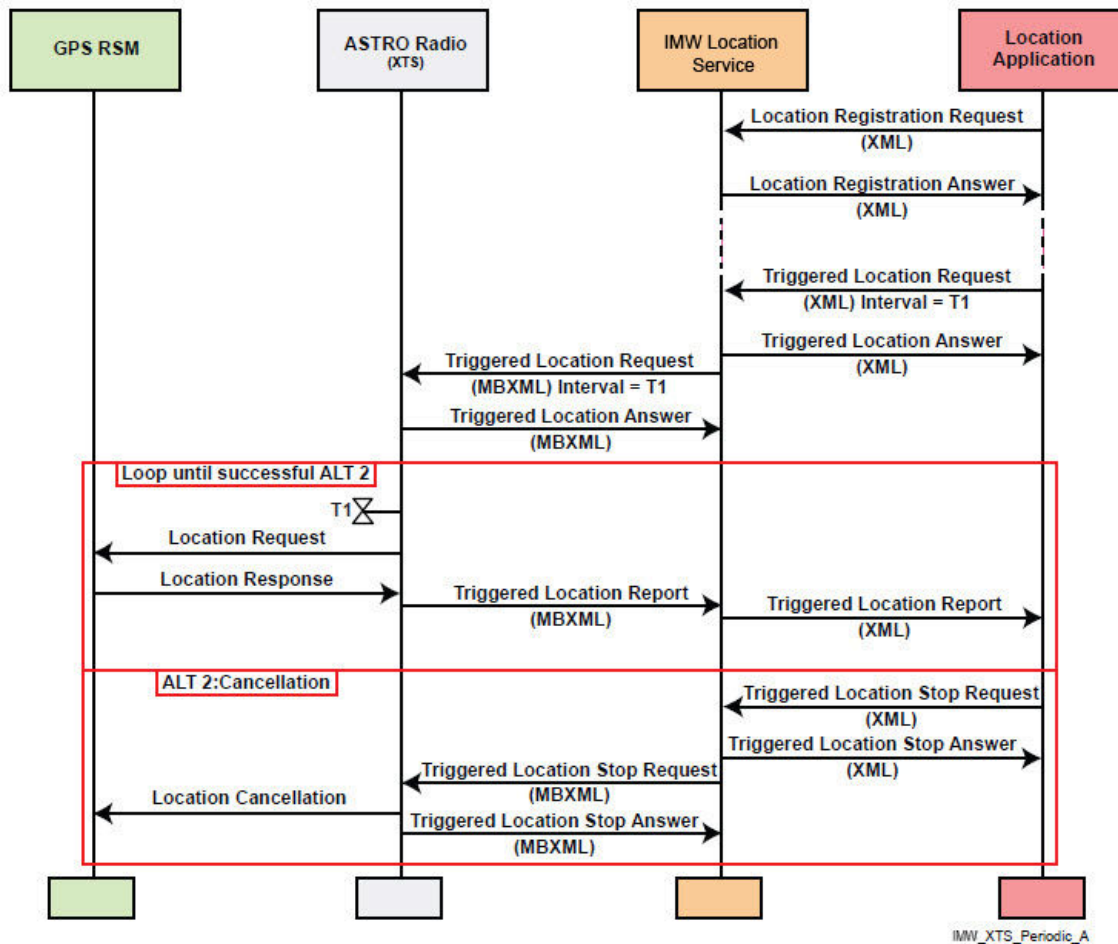 GPS RSM
ASTRO Radio
(XTS)
IMW Location
Service
Location
Application
Location Registration Request
(XML)
Location Registration Answer
(XML)
Triggered Location Request
(XML) Interval = T1
Triggered Location Answer
(XML)
Triggered Location Request
(MBXML) Interval = T1
Triggered Location Answer
(MBXML)
Loop until successful ALT 2
T1
Location Request
Location Response
Triggered Location Report
(MBXML)
Triggered Location Report
(XML)
ALT 2:Cancellation
Triggered Location Stop Request
(XML)
Triggered Location Stop Answer
(XML)
Triggered Location Stop Request
(MBXML)
Location Cancellation
Triggered Location Stop Answer
(MBXML)
IMW_XTS_Periodic_A